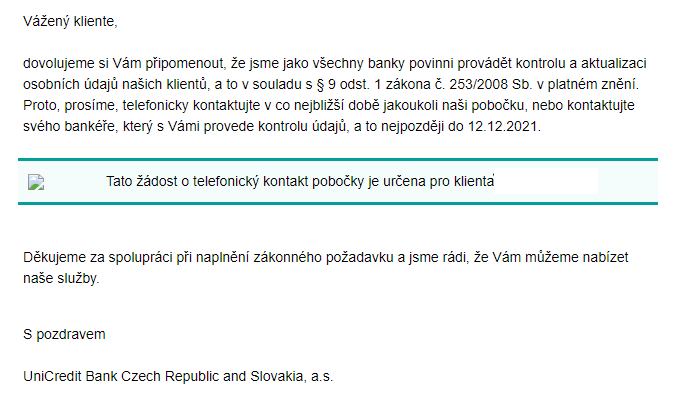 Vážený kliente,
dovolujeme si Vám připomenout, že jsme jako všechny banky povinni provádět kontrolu a aktualizaci
osobních údajů našich klientů, a to v souladu s § 9 odst. 1 zákona č. 253/2008 Sb. v platném znění.
Proto, prosíme, telefonicky kontaktujte v co nejbližší době jakoukoli naši pobočku, nebo kontaktujte
svého bankéře, který s Vámi provede kontrolu údajů, a to nejpozději do 12.12.2021.
Tato žádost o telefonický kontakt pobočky je určena pro klienta
Děkujeme za spolupráci při naplnění zákonného požadavku a jsme rádi, že Vám můžeme nabízet
naše služby.
S pozdravem
UniCredit Bank Czech Republic and Slovakia, a.s.